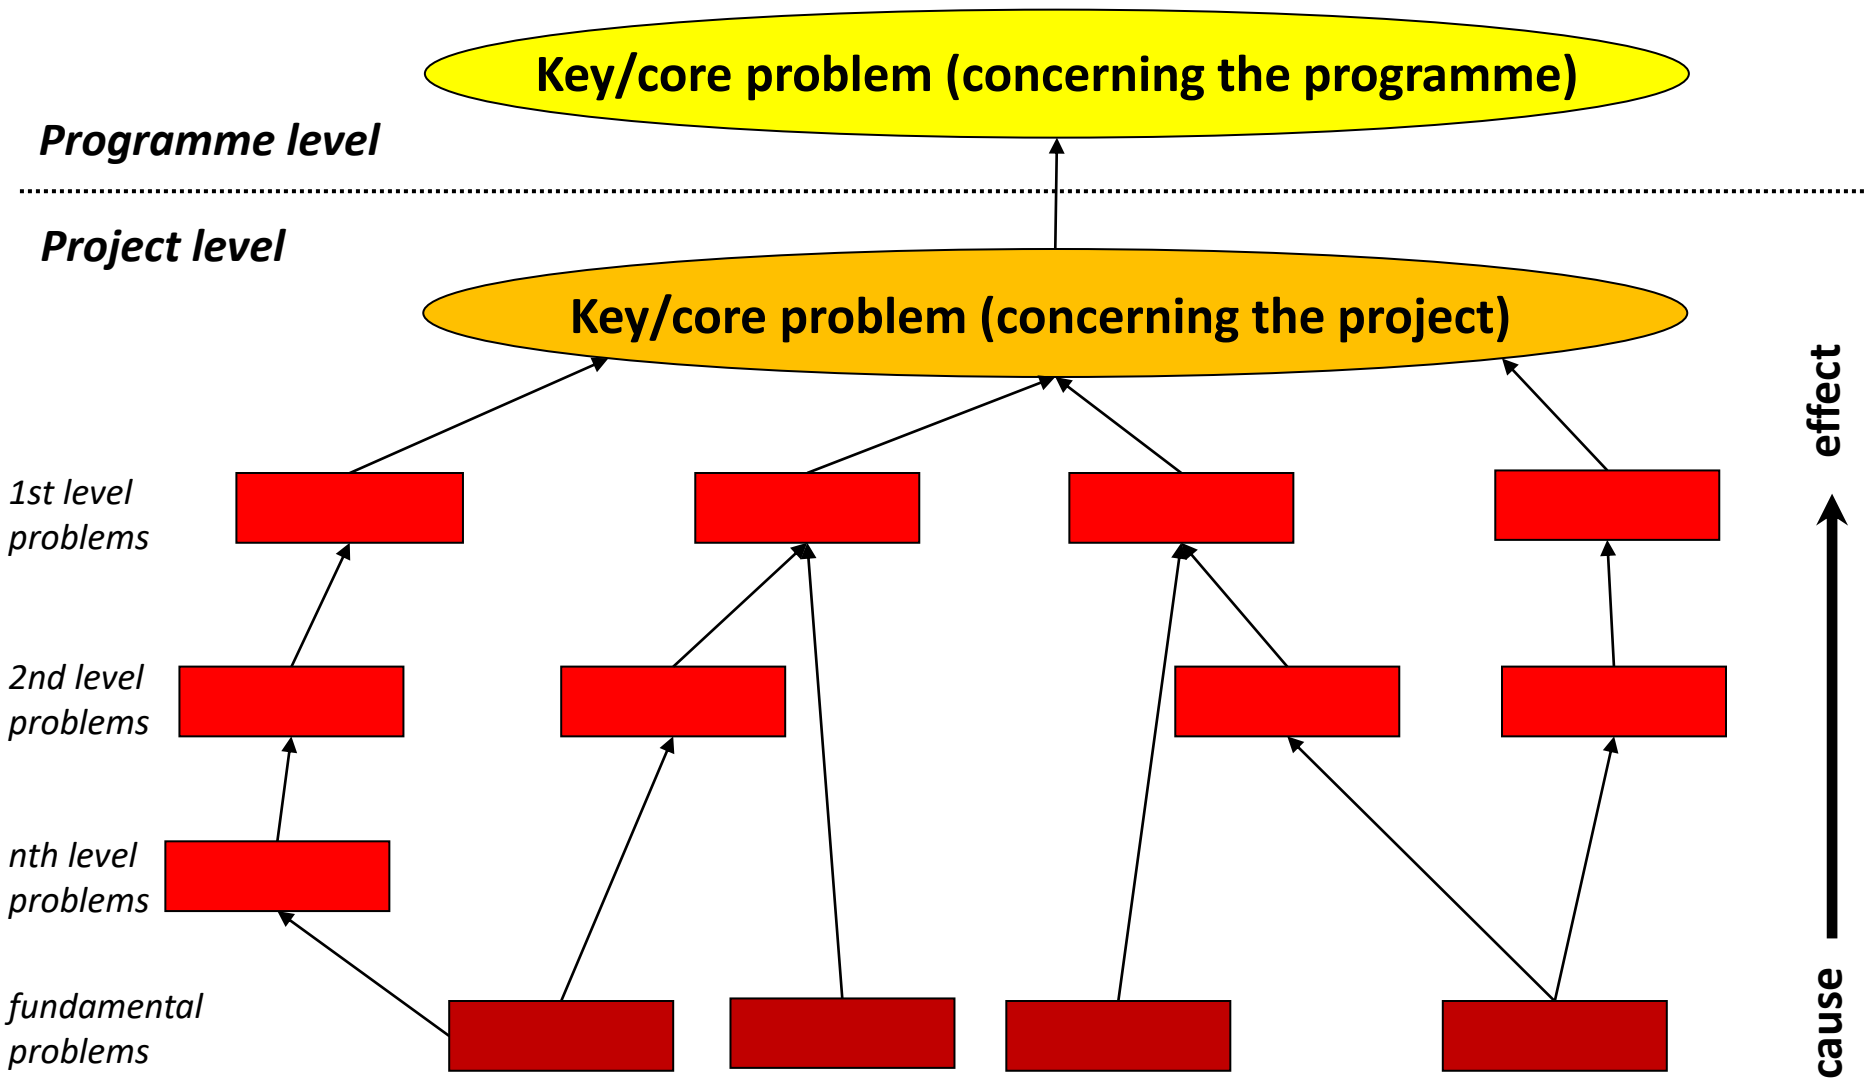 Key/core problem (concerning the programme)
Programme level
Project level
Key/core problem (concerning the project)
effect
1st level
problems
2nd level
problems
nth level
problems
fundamental
problems
cause